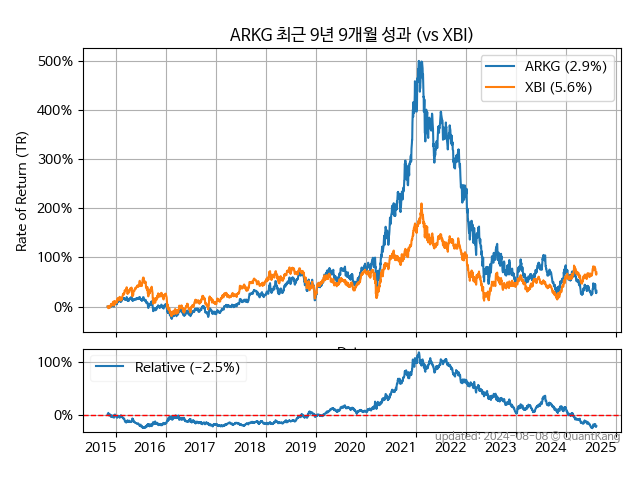 ARKG 최근 9년 9개월 성과 (vs XBI)
Rate of Return (TR)
500%
400%
300%
200%
100%
0%
ARKG (2.9%)
XBI (5.6%)
100%
0%
Relative (−2.5%)
2015 2016 2017 2018 2019 2020 2021 2022 2023 2024 2025
updated: 2024-08-08 © QuantKang